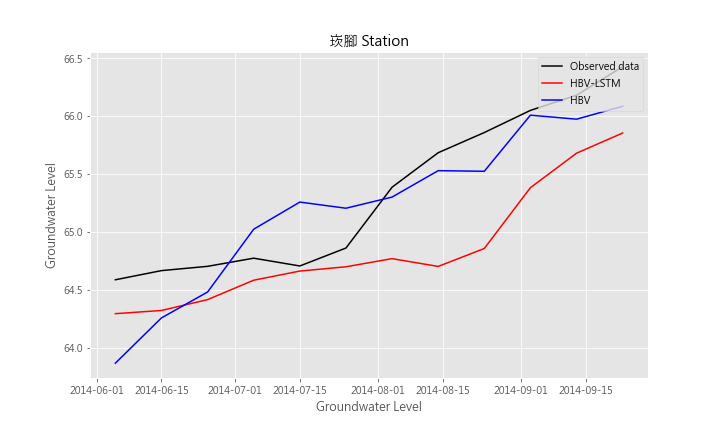 崁腳 Station
Observed data
HBV-LSTM
HBV
Groundwater Level
66.5
66.0
65.5
65.0
64.5
64.0
2014-06-01 2014-06-15 2014-07-01 2014-07-15 2014-08-01 2014-08-15 2014-09-01 2014-09-15
Groundwater Level